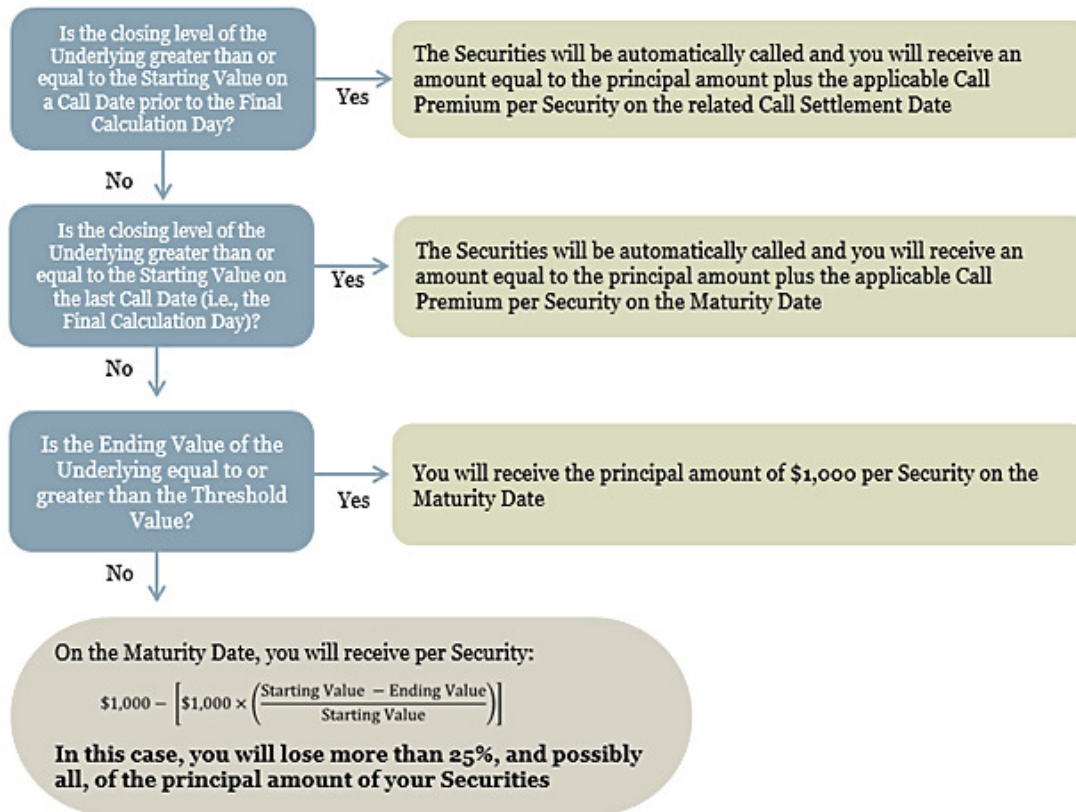 Is the closing level of the
Underlying greater than or
equal to the Starting Value on
a Call Date prior to the Final
Calculation Day?
Yes
The Securities will be automatically called and you will receive an
amount equal to the principal amount plus the applicable Call
Premium per Security on the related Call Settlement Date
No
Is the closing level of the
Underlying greater than or
equal to the Starting Value on
the last Call Date (i.e., the
Final Calculation Day)?
Yes
The Securities will be automatically called and you will receive an
amount equal to the principal amount plus the applicable Call
Premium per Security on the Maturity Date
No
Is the Ending Value of the
Underlying equal to or
greater than the Threshold
Value?
Yes
You will receive the principal amount of $1,000 per Security on the
Maturity Date
No
On the Maturity Date, you will receive per Security:
$1,000 − [$1,000 × (Starting Value − Ending Value / Starting Value)]
In this case, you will lose more than 25%, and possibly
all, of the principal amount of your Securities